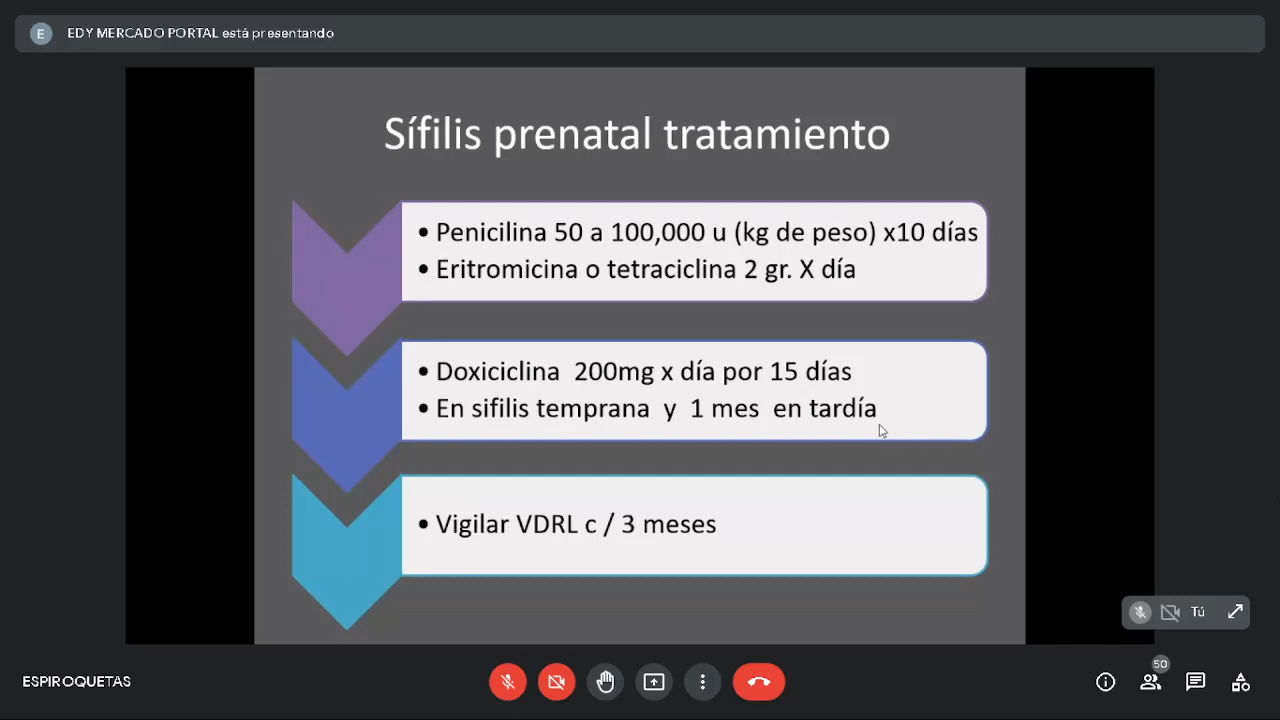 E
EDY MERCADO PORTAL está presentando
Sífilis prenatal tratamiento
• Penicilina 50 a 100,000 u (kg de peso) x10 días
• Eritromicina o tetraciclina 2 gr. X día
• Doxiciclina 200mg x día por 15 días
• En sifilis temprana y 1 mes en tardía
• Vigilar VDRL c / 3 meses
Tú
ESPIROQUETAS
50